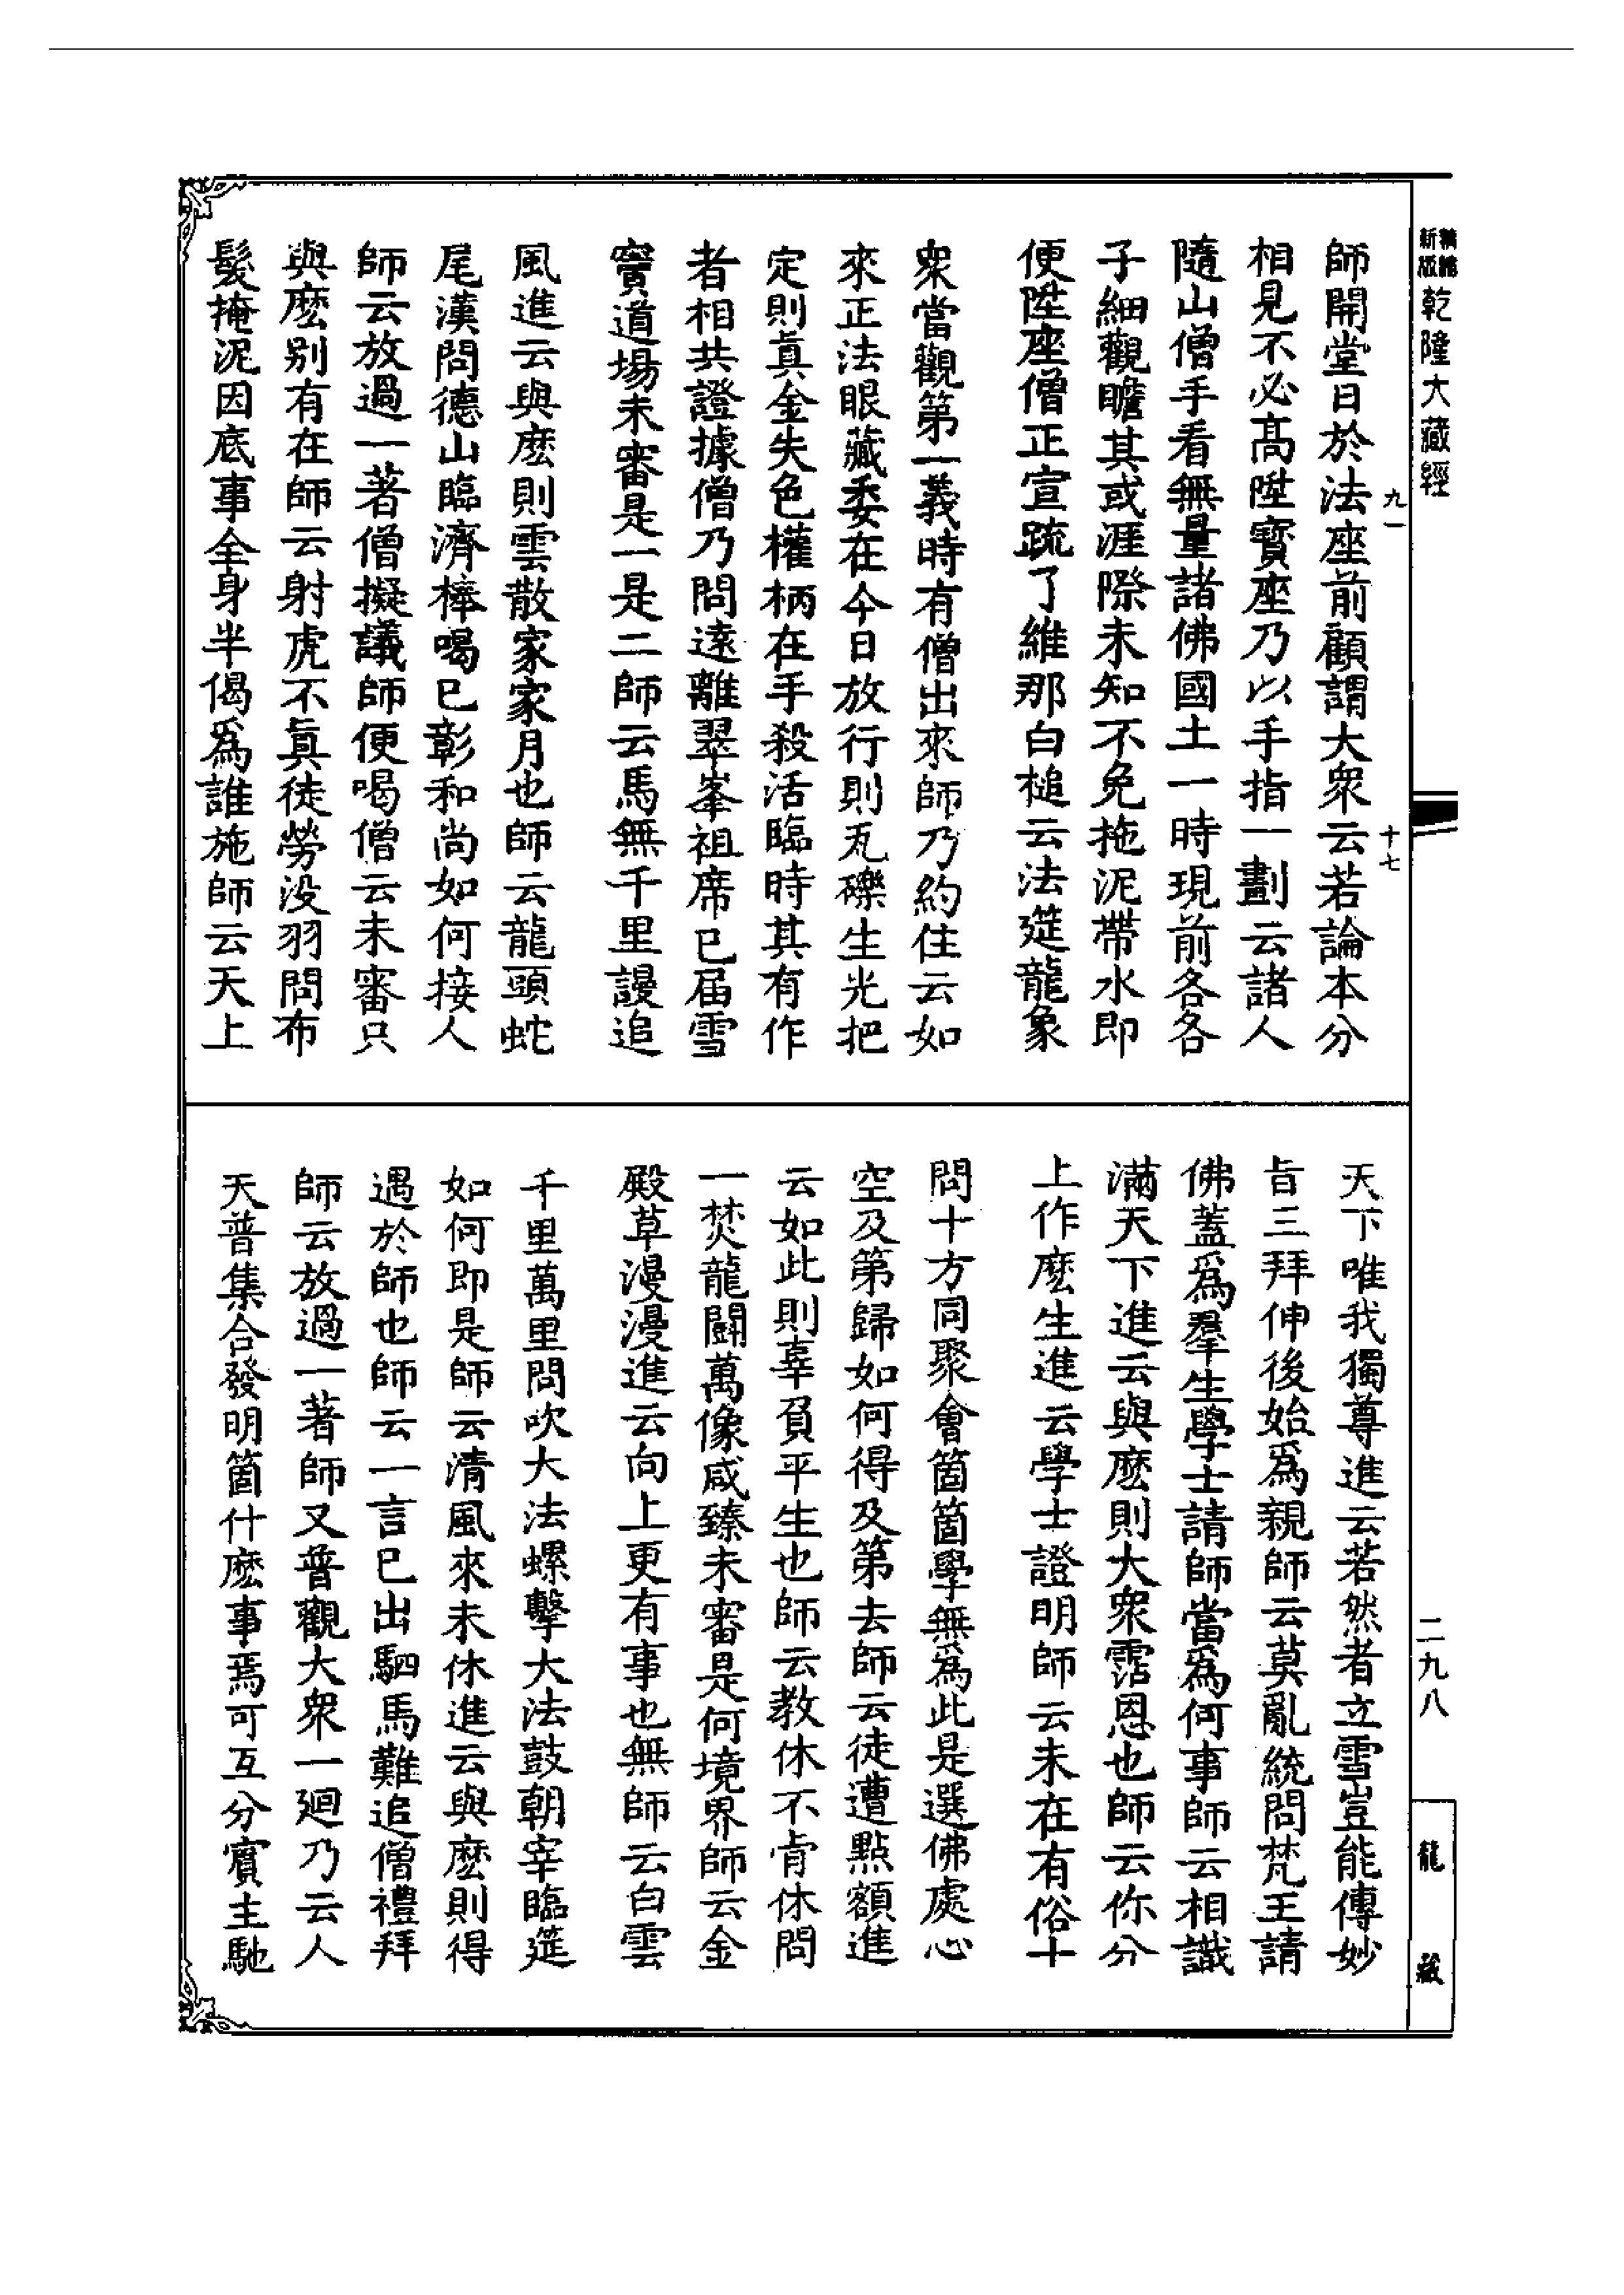 精縮
新版
乾隆大藏經
九一
十七
師開堂日於法座前顧謂大衆云若論本分
相見不必高陞寳座乃以手指一劃云諸人
隨山僧手看無量諸佛國土一時現前各各
子細觀瞻其或涯際未知不免拖泥帶水即
便陞座僧正宣疏了維那白槌云法筵龍象
衆當觀第一義時有僧出來師乃約住云如
來正法眼藏委在今日放行則瓦礫生光把
定則眞金失色權柄在手殺活臨時其有作
者相共證據僧乃問遠離翠峯祖席已届雪
竇道場未審是一是二師云馬無千里謾追
風進云與麽則雲散家家月也師云龍頭蛇
尾漢問德山臨濟棒喝已彰和尚如何接人
師云放過一著僧擬議師便喝僧云未審只
與麽别有在師云射虎不眞徒勞没羽問布
髮掩泥因底事全身半偈爲誰施師云天上
天下唯我獨尊進云若然者立雪豈能傳妙
旨三拜伸後始爲親師云莫亂統問梵王請
佛蓋爲羣生學士請師當爲何事師云相識
滿天下進云與麽則大衆霑恩也師云你分
上作麽生進云學士證明師云未在有俗士
問十方同聚會箇箇學無爲此是選佛處心
空及第歸如何得及第去師云徒遭點額進
云如此則辜負平生也師云教休不肯休問
一焚龍鬭萬像咸臻未審是何境界師云金
殿草漫漫進云向上更有事也無師云白雲
千里萬里問吹大法螺擊大法鼓朝宰臨筵
如何即是師云清風來未休進云與麽則得
遇於師也師云一言已出駟馬難追僧禮拜
師云放過一著師又普觀大衆一廻乃云人
天普集合發明箇什麽事焉可互分賓主馳
二九八
龍藏